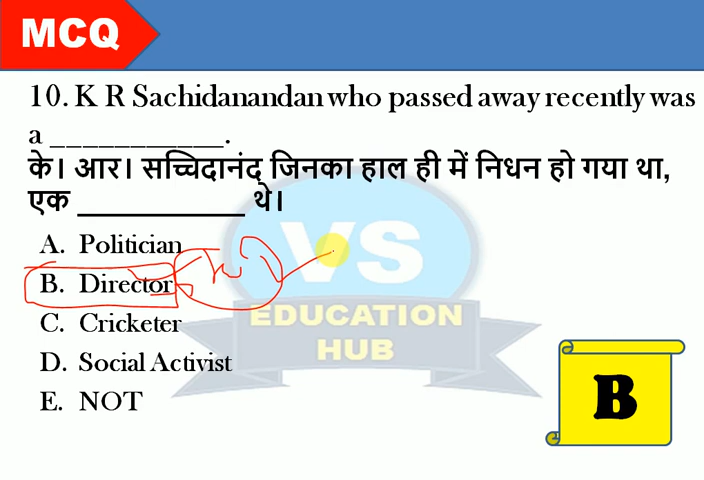 MCQ
10. K R Sachidanandan who passed away recently was
a ___________.
के। आर। सच्चिदानंद जिनका हाल ही में निधन हो गया था,
एक ___________ थे।
A. Politician
B. Director
C. Cricketer
D. Social Activist
E. NOT
VS
EDUCATION
HUB
B